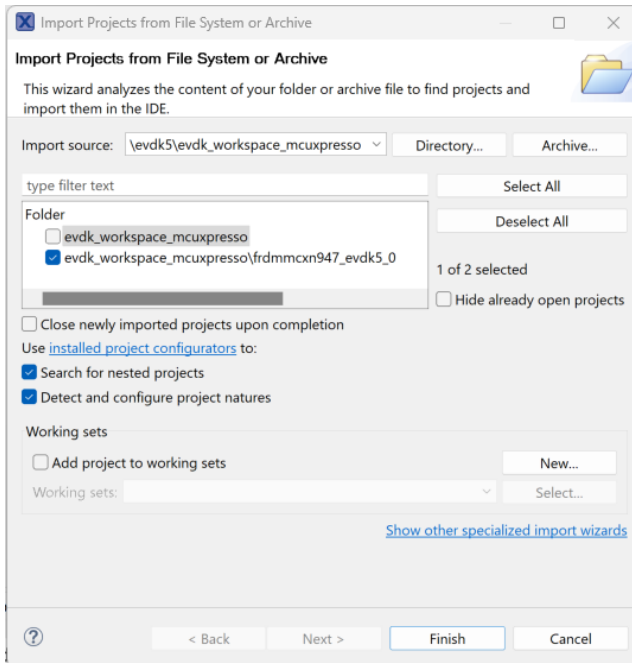 Import Projects from File System or Archive
Import Projects from File System or Archive
This wizard analyzes the content of your folder or archive file to find projects and
import them in the IDE.
Import source: \evdk5\evdk_workspace_mcuxpresso Directory... Archive...
type filter text
Select All
Folder
Deselect All
evdk_workspace_mcuxpresso
evdk_workspace_mcuxpresso\frdmmcxn947_evdk5_0
1 of 2 selected
Hide already open projects
Close newly imported projects upon completion
Use installed project configurators to:
Search for nested projects
Detect and configure project natures
Working sets
Add project to working sets New...
Working sets: Select...
Show other specialized import wizards
? < Back Next > Finish Cancel